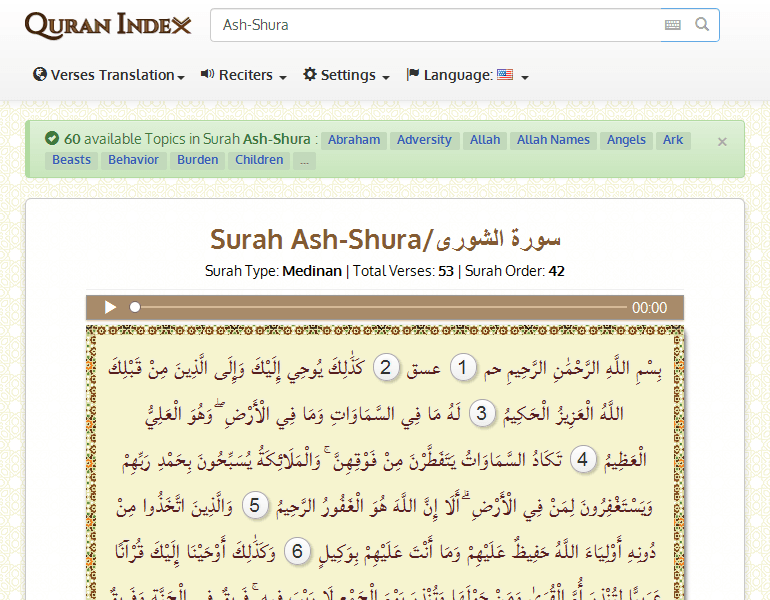 QURAN INDEX
Ash-Shura
Verses Translation Reciters Settings Language:
60 available Topics in Surah Ash-Shura : Abraham Adversity Allah Allah Names Angels Ark ×
Beasts Behavior Burden Children ...
Surah Ash-Shura/سورة الشورى
Surah Type: Medinan | Total Verses: 53 | Surah Order: 42
00:00
بِسْمِ اللَّهِ الرَّحْمَٰنِ الرَّحِيمِ حم 1 عسق 2 كَذَٰلِكَ يُوحِي إِلَيْكَ وَإِلَى الَّذِينَ مِنْ قَبْلِكَ
اللَّهُ الْعَزِيزُ الْحَكِيمُ 3 لَهُ مَا فِي السَّمَاوَاتِ وَمَا فِي الْأَرْضِ ۖ وَهُوَ الْعَلِيُّ
الْعَظِيمُ 4 تَكَادُ السَّمَاوَاتُ يَتَفَطَّرْنَ مِنْ فَوْقِهِنَّ ۚ وَالْمَلَائِكَةُ يُسَبِّحُونَ بِحَمْدِ رَبِّهِمْ
وَيَسْتَغْفِرُونَ لِمَنْ فِي الْأَرْضِ ۗ أَلَا إِنَّ اللَّهَ هُوَ الْغَفُورُ الرَّحِيمُ 5 وَالَّذِينَ اتَّخَذُوا مِنْ
دُونِهِ أَوْلِيَاءَ اللَّهُ حَفِيظٌ عَلَيْهِمْ وَمَا أَنْتَ عَلَيْهِمْ بِوَكِيلٍ 6 وَكَذَٰلِكَ أَوْحَيْنَا إِلَيْكَ قُرْآنًا